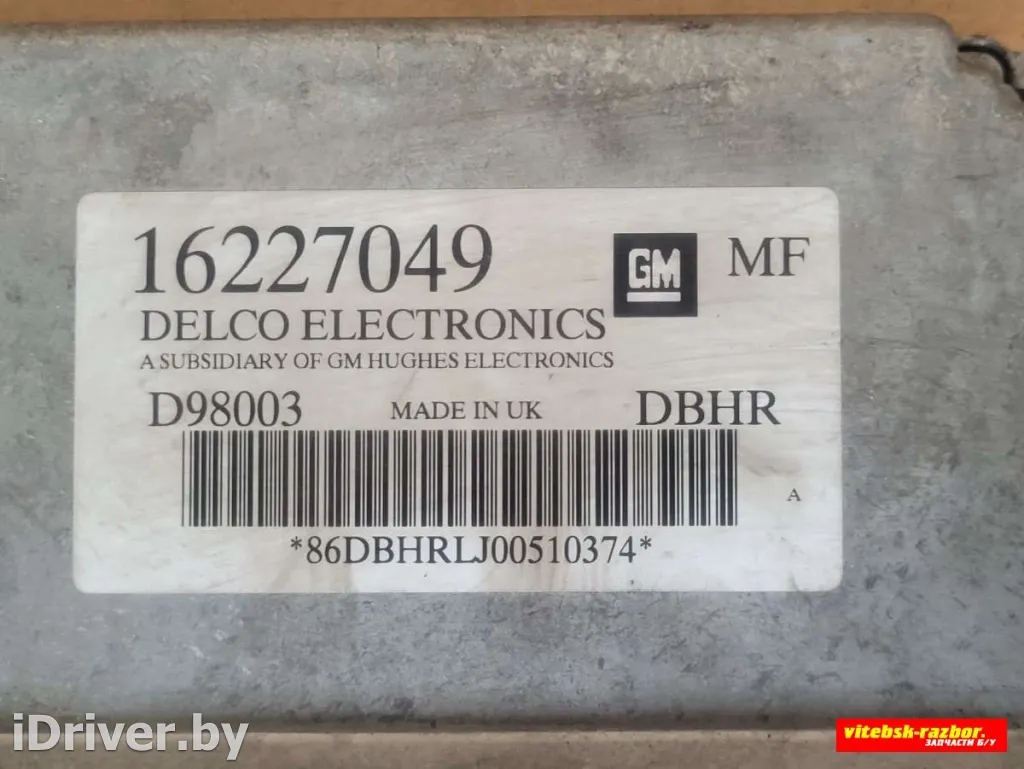 16227049
GM
MF
DELCO ELECTRONICS
A SUBSIDIARY OF GM HUGHES ELECTRONICS
D98003 MADE IN UK DBHR
A
*86DBHRLJ00510374*
iDriver.by
vitebsk-razbor.
ЗАПЧАСТИ Б/У